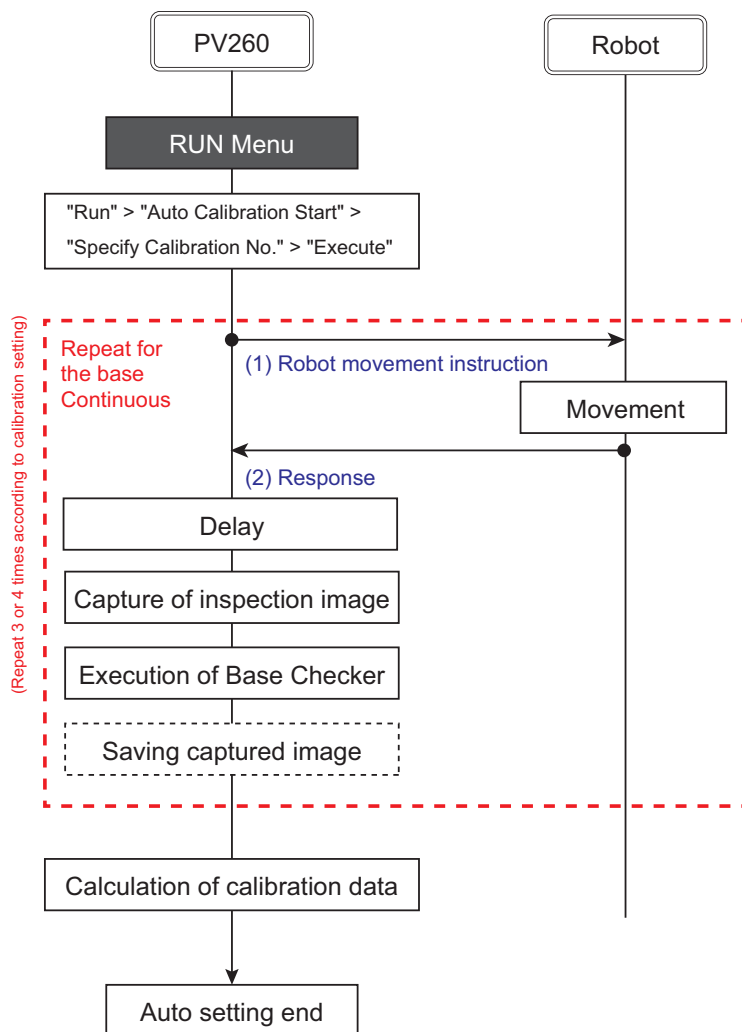 PV260
Robot
RUN Menu
"Run" > "Auto Calibration Start" >
"Specify Calibration No." > "Execute"
(Repeat 3 or 4 times according to calibration setting)
Repeat for
the base
Continuous
(1) Robot movement instruction
Movement
(2) Response
Delay
Capture of inspection image
Execution of Base Checker
Saving captured image
Calculation of calibration data
Auto setting end